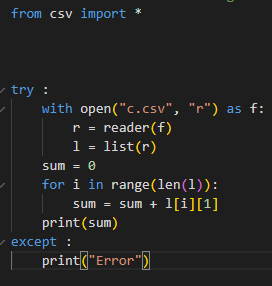 from csv import *
try :
    with open("c.csv", "r") as f:
        r = reader(f)
        l = list(r)
    sum = 0
    for i in range(len(l)):
        sum = sum + l[i][1]
    print(sum)
except :
    print("Error")